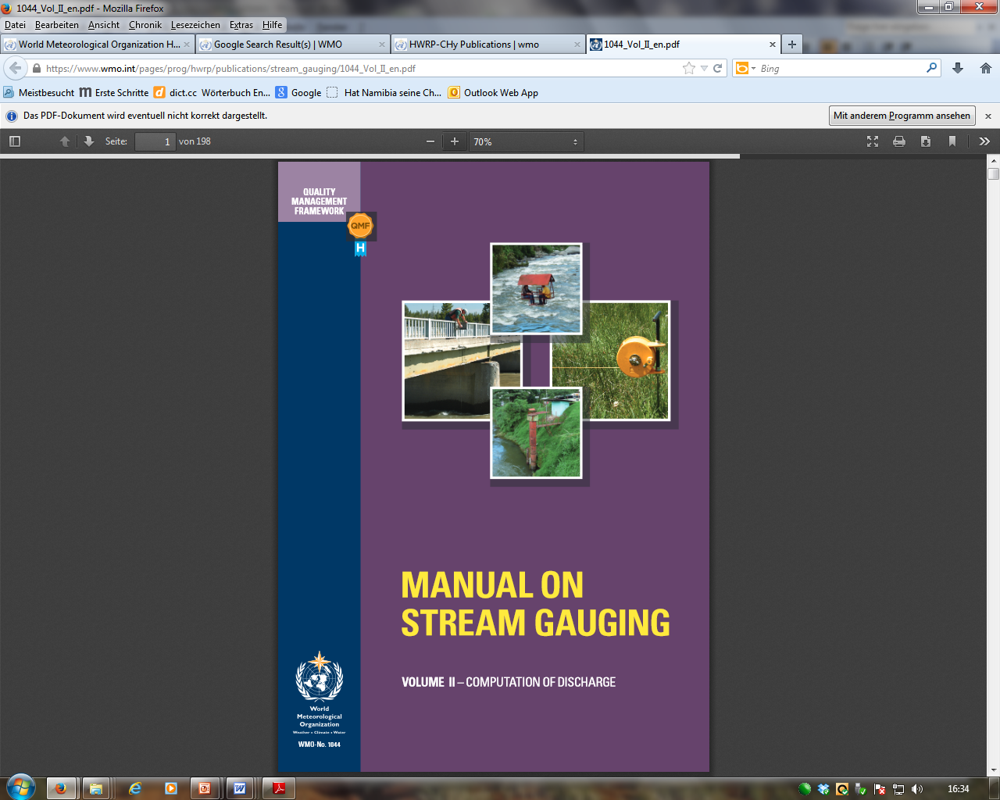 1044_Vol_II_en.pdf - Mozilla Firefox
Datei Bearbeiten Ansicht Chronik Lesezeichen Extras Hilfe
World Meteorological Organization H... Google Search Result(s) | WMO HWRP-CHy Publications | wmo 1044_Vol_II_en.pdf
https://www.wmo.int/pages/prog/hwrp/publications/stream_gauging/1044_Vol_II_en.pdf Bing
Meistbesucht Erste Schritte dict.cc Wörterbuch En... Google Hat Namibia seine Ch... Outlook Web App
Das PDF-Dokument wird eventuell nicht korrekt dargestellt. Mit anderem Programm ansehen
Seite: 1 von 198 70%
QUALITY
MANAGEMENT
FRAMEWORK
QMF
H
MANUAL ON
STREAM GAUGING
VOLUME II – COMPUTATION OF DISCHARGE
World
Meteorological
Organization
Weather • Climate • Water
WMO-No. 1044
16:34